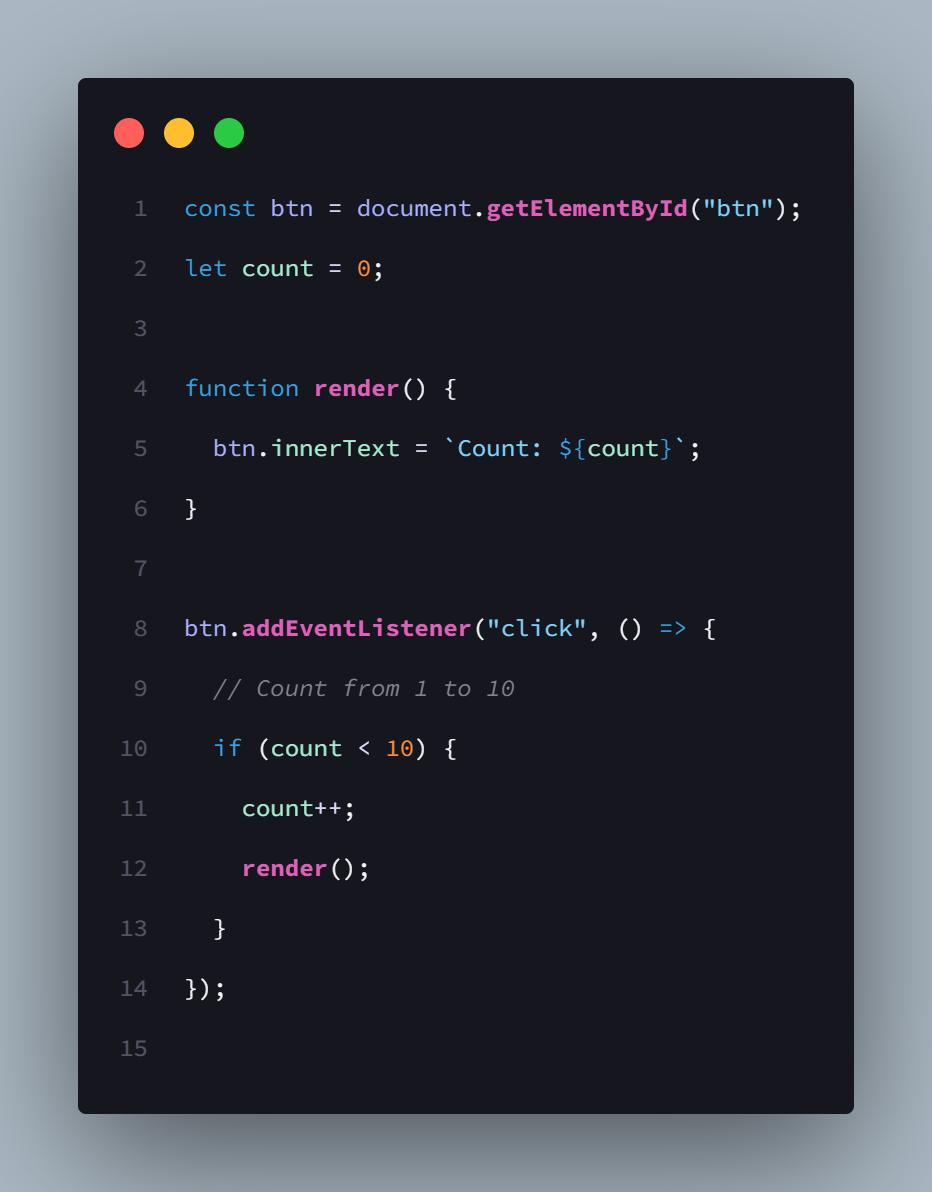 1 const btn = document.getElementById("btn");
2 let count = 0;
3
4 function render() {
5   btn.innerText = `Count: ${count}`;
6 }
7
8 btn.addEventListener("click", () => {
9   // Count from 1 to 10
10   if (count < 10) {
11     count++;
12     render();
13   }
14 });
15